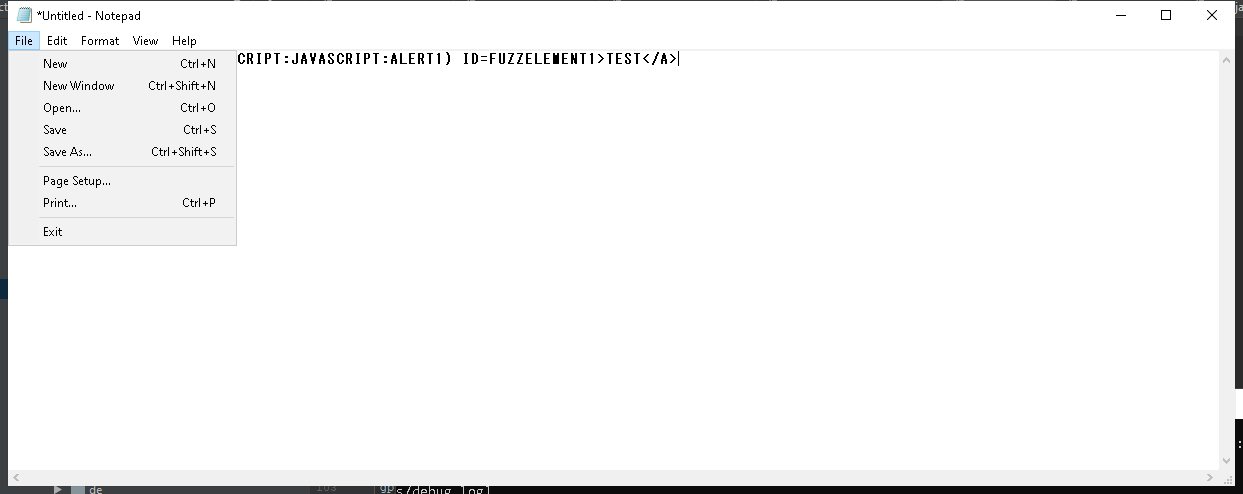 *Untitled - Notepad
File Edit Format View Help
CRIPT:JAVASCRIPT:ALERT1) ID=FUZZELEMENT1>TEST</A>
New Ctrl+N
New Window Ctrl+Shift+N
Open... Ctrl+O
Save Ctrl+S
Save As... Ctrl+Shift+S
Page Setup...
Print... Ctrl+P
Exit
de 103 s/debug.log]